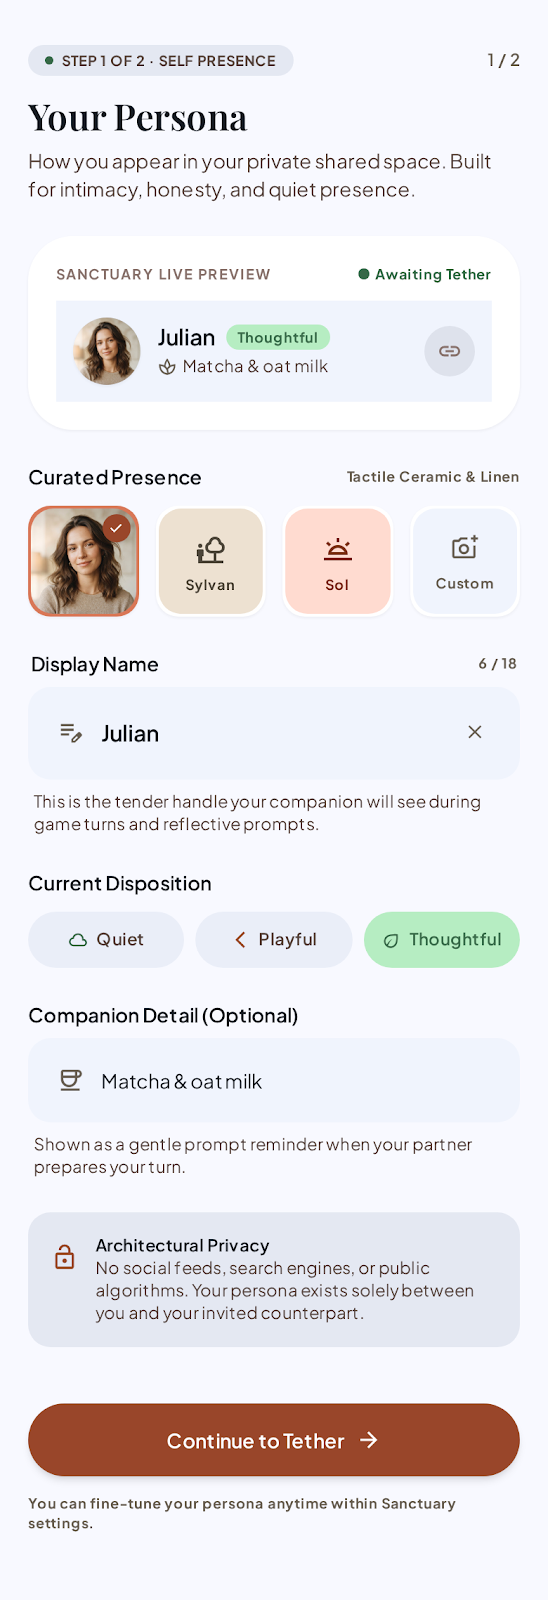 STEP 1 OF 2 · SELF PRESENCE
1 / 2
Your Persona
How you appear in your private shared space. Built
for intimacy, honesty, and quiet presence.
SANCTUARY LIVE PREVIEW
Awaiting Tether
Julian
Thoughtful
Matcha & oat milk
Curated Presence
Tactile Ceramic & Linen
Sylvan
Sol
Custom
Display Name
6 / 18
Julian
This is the tender handle your companion will see during
game turns and reflective prompts.
Current Disposition
Quiet
Playful
Thoughtful
Companion Detail (Optional)
Matcha & oat milk
Shown as a gentle prompt reminder when your partner
prepares your turn.
Architectural Privacy
No social feeds, search engines, or public
algorithms. Your persona exists solely between
you and your invited counterpart.
Continue to Tether
You can fine-tune your persona anytime within Sanctuary
settings.